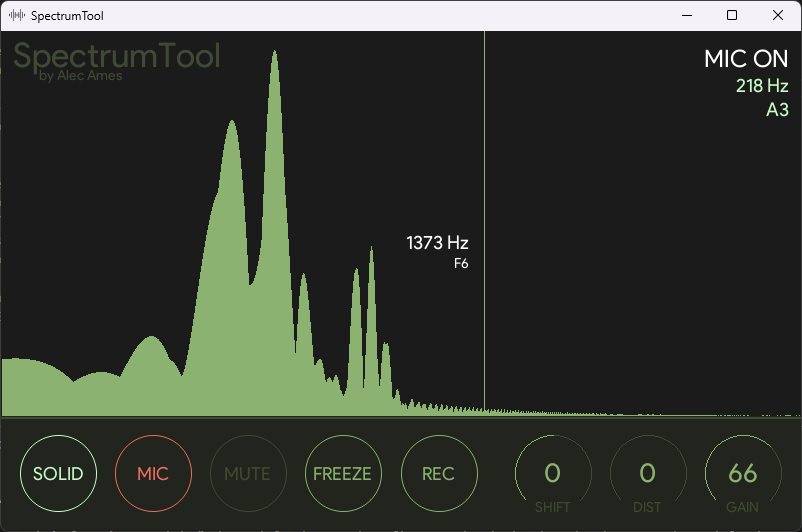 SpectrumTool
SpectrumTool
by Alec Ames
MIC ON
218 Hz
A3
1373 Hz
F6
SOLID
MIC
MUTE
FREEZE
REC
0
SHIFT
0
DIST
66
GAIN